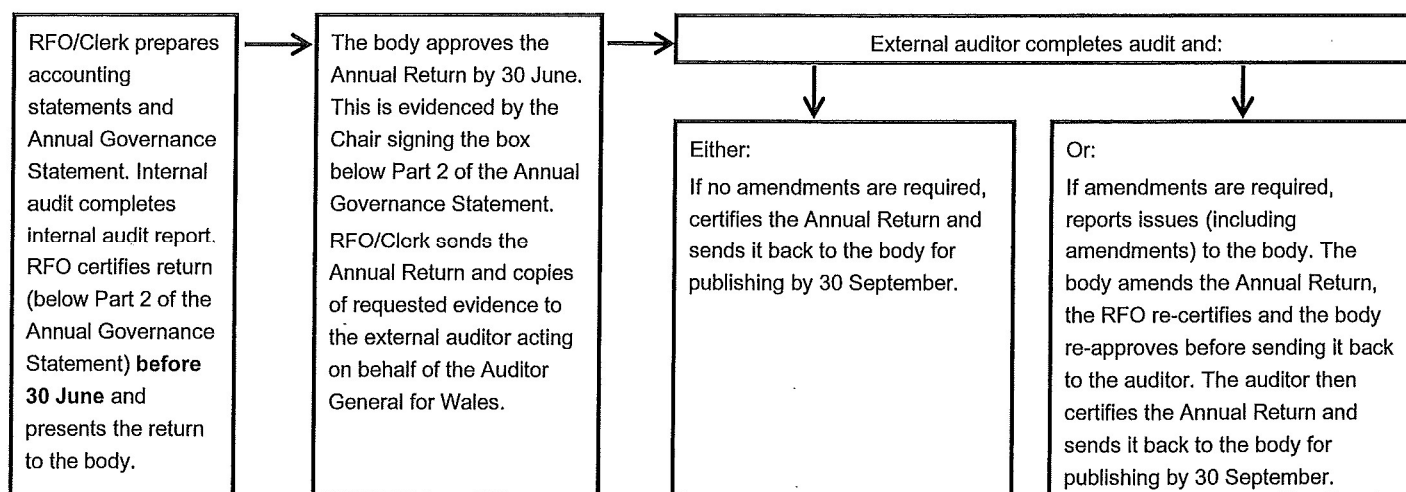 RFO/Clerk prepares
accounting
statements and
Annual Governance
Statement. Internal
audit completes
internal audit report.
RFO certifies return
(below Part 2 of the
Annual Governance
Statement) before
30 June and
presents the return
to the body.
The body approves the
Annual Return by 30 June.
This is evidenced by the
Chair signing the box
below Part 2 of the Annual
Governance Statement.
RFO/Clerk sends the
Annual Return and copies
of requested evidence to
the external auditor acting
on behalf of the Auditor
General for Wales.
External auditor completes audit and:
Either:
If no amendments are required,
certifies the Annual Return and
sends it back to the body for
publishing by 30 September.
Or:
If amendments are required,
reports issues (including
amendments) to the body. The
body amends the Annual Return,
the RFO re-certifies and the body
re-approves before sending it back
to the auditor. The auditor then
certifies the Annual Return and
sends it back to the body for
publishing by 30 September.